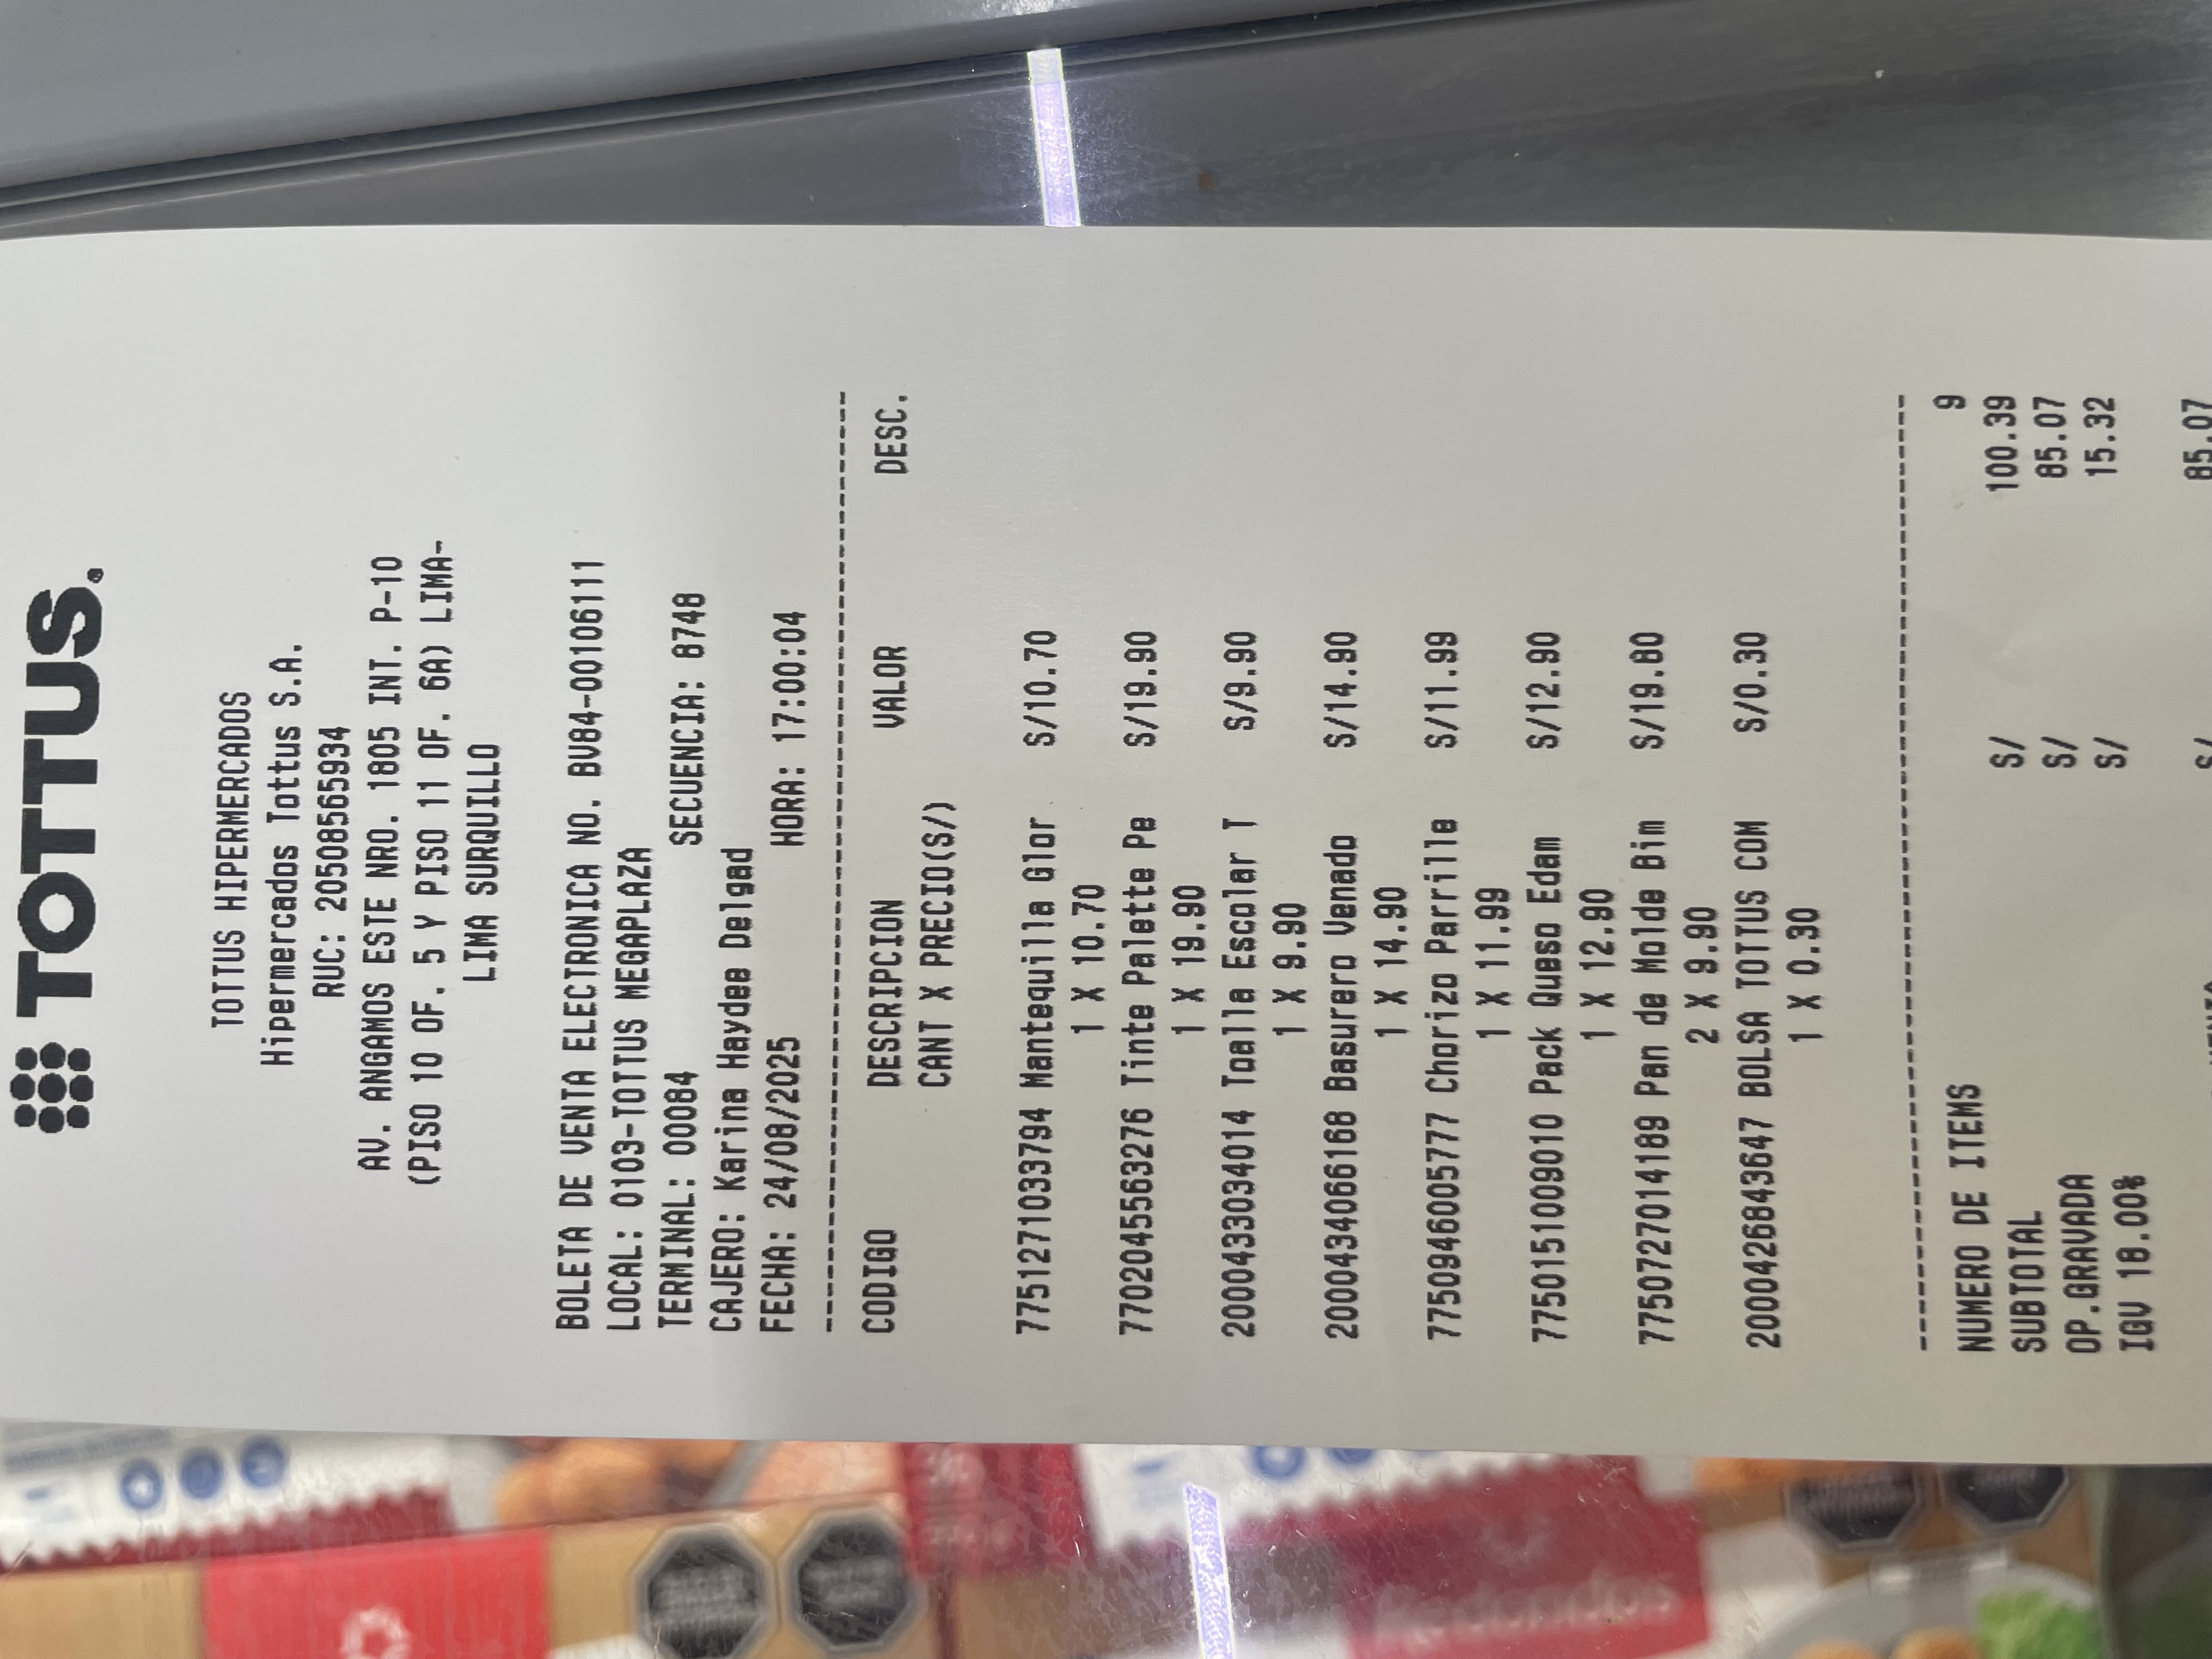 TOTTUS.
TOTTUS HIPERMERCADOS
Hipermercados Tottus S.A.
RUC: 20508565934
AV. ANGAMOS ESTE NRO. 1805 INT. P-10
(PISO 10 OF. 5 Y PISO 11 OF. 6A) LIMA-
LIMA SURQUILLO
BOLETA DE VENTA ELECTRONICA NO. BV84-00106111
LOCAL: 0103-TOTTUS MEGAPLAZA
TERMINAL: 00084 SECUENCIA: 8748
CAJERO: Karina Haydee Delgad
FECHA: 24/08/2025 HORA: 17:00:04
CODIGO DESCRIPCION VALOR DESC.
CANT X PRECIO(S/)
7751271033794 Mantequilla Glor S/10.70
1 X 10.70
7702045563276 Tinte Palette Pe S/19.90
1 X 19.90
2000433034014 Toalla Escolar T S/9.90
1 X 9.90
2000434066168 Basurero Venado S/14.90
1 X 14.90
7750946005777 Chorizo Parrille S/11.99
1 X 11.99
7750151009010 Pack Queso Edam S/12.90
1 X 12.90
7750727014189 Pan de Molde Bim S/19.80
2 X 9.90
2000426843647 BOLSA TOTTUS COM S/0.30
1 X 0.30
NUMERO DE ITEMS 9
SUBTOTAL S/ 100.39
OP.GRAVADA S/ 85.07
IGV 18.00% S/ 15.32
S/ 85.07